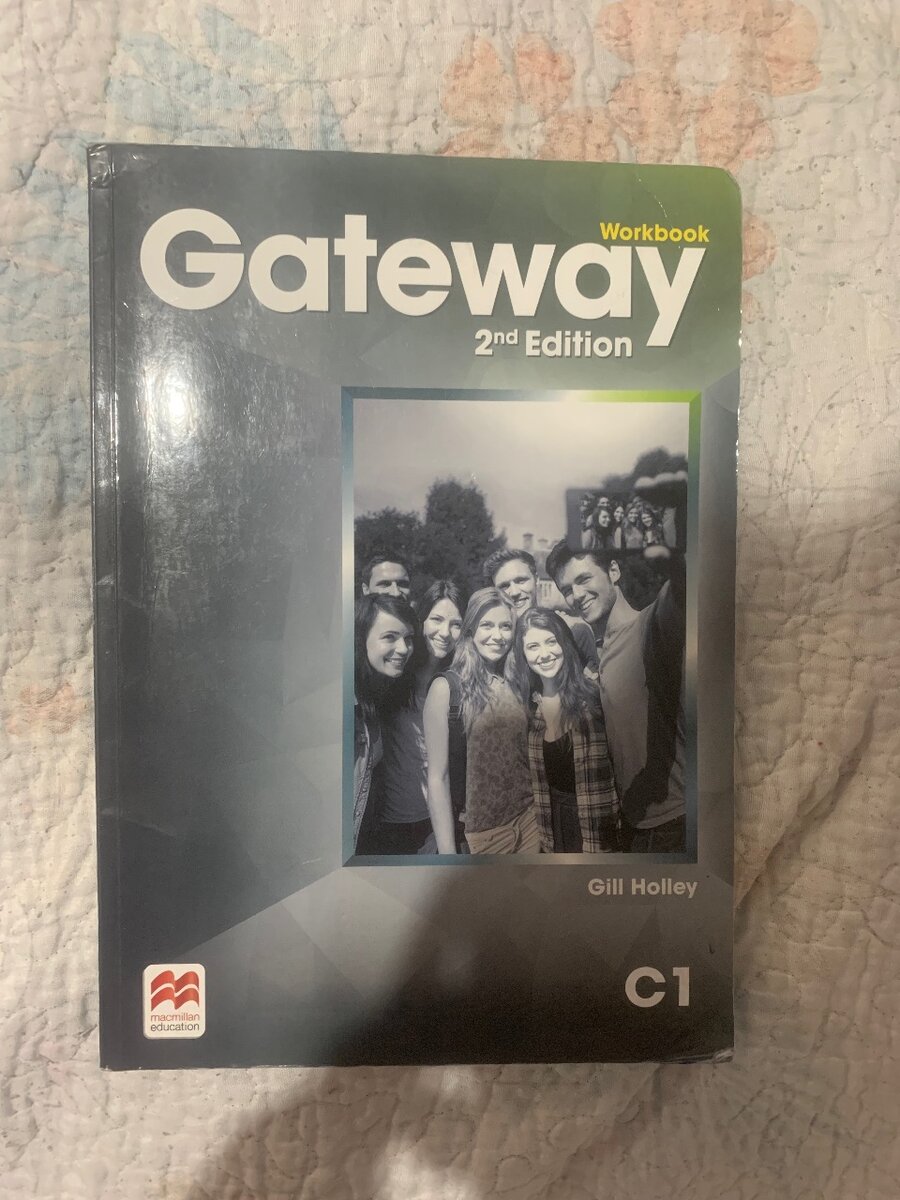 Workbook
Gateway
2nd Edition
Gill Holley
C1
macmillan
education